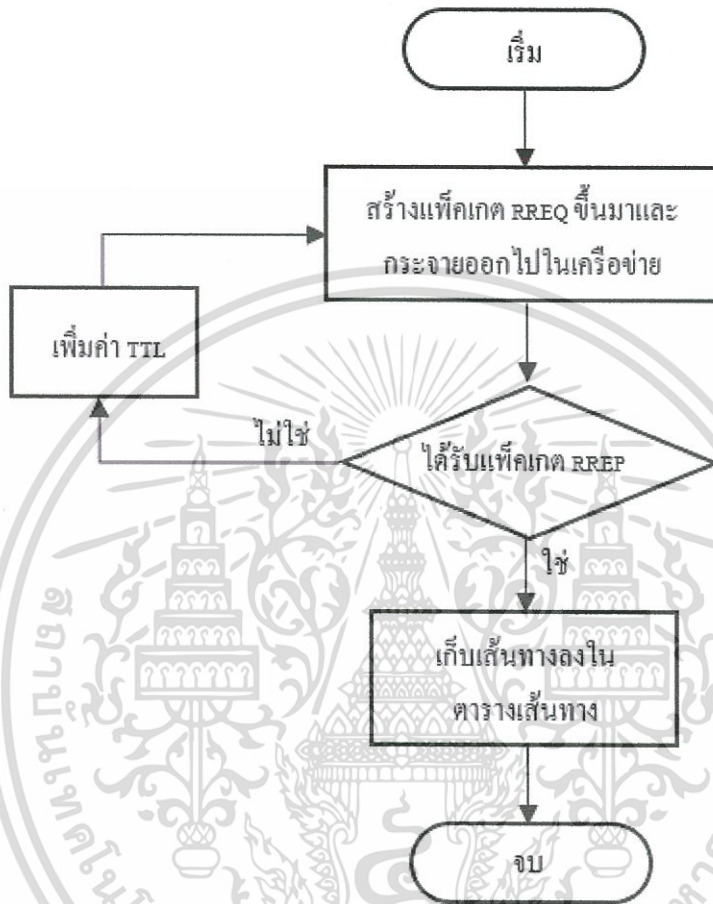 เริ่ม
สร้างแพ็คเกต RREQ ขึ้นมาและ
กระจายออกไปในเครือข่าย
เพิ่มค่า TTL
ไม่ใช่
ได้รับแพ็คเกต RREP
ใช่
เก็บเส้นทางลงใน
ตารางเส้นทาง
จบ